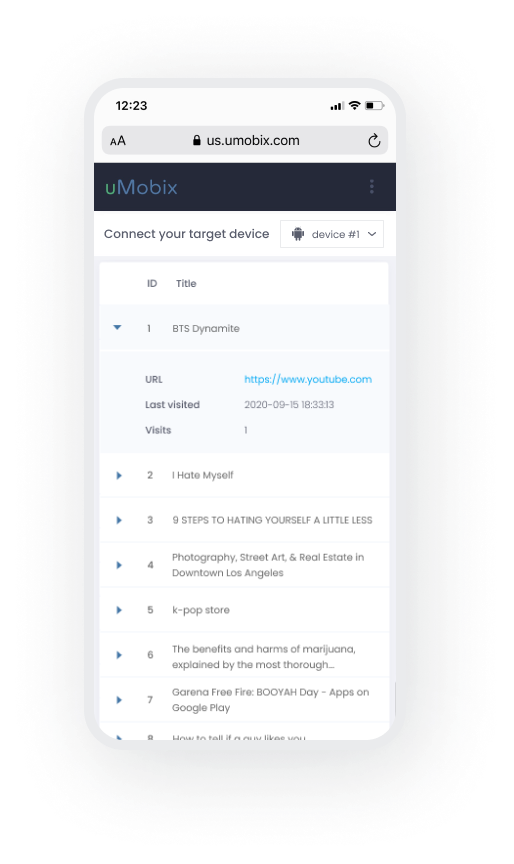 12:23
AA us.umobix.com
uMobix
Connect your target device device #1
ID Title
1 BTS Dynamite
URL https://www.youtube.com
Last visited 2020-09-15 18:33:13
Visits 1
2 I Hate Myself
3 9 STEPS TO HATING YOURSELF A LITTLE LESS
4 Photography, Street Art, & Real Estate in
Downtown Los Angeles
5 k-pop store
6 The benefits and harms of marijuana,
explained by the most thorough...
7 Garena Free Fire: BOOYAH Day - Apps on
Google Play
8 How to tell if a guy likes you